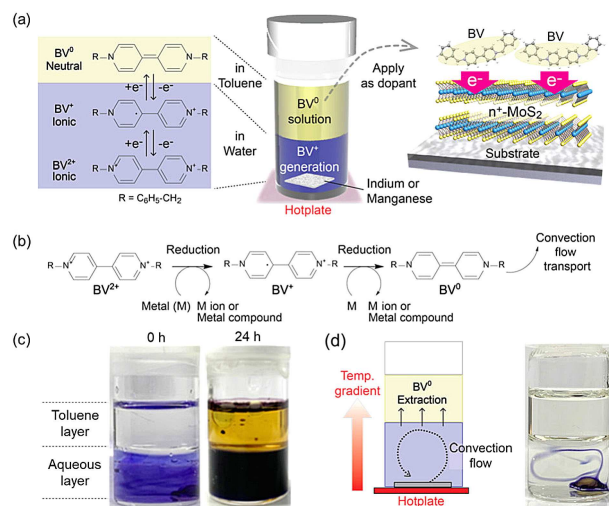 (a)
BV⁰
Neutral
R N N R
+e⁻ -e⁻
BV⁺
Ionic
R N N⁺ R
+e⁻ -e⁻
BV²⁺
Ionic
R N⁺ N⁺ R
R = C₆H₅-CH₂
in
Toluene
in
Water
BV⁰
solution
BV⁺
generation
Hotplate
Indium or
Manganese
Apply
as dopant
BV BV
e⁻ e⁻
n⁺-MoS₂
Substrate
(b)
R N⁺ N⁺ R
BV²⁺
Reduction
Metal (M) M ion or
Metal compound
R N N⁺ R
BV⁺
Reduction
M M ion or
Metal compound
R N N R
BV⁰
Convection
flow
transport
(c)
0 h 24 h
Toluene
layer
Aqueous
layer
(d)
Temp.
gradient
BV⁰
Extraction
Convection
flow
Hotplate